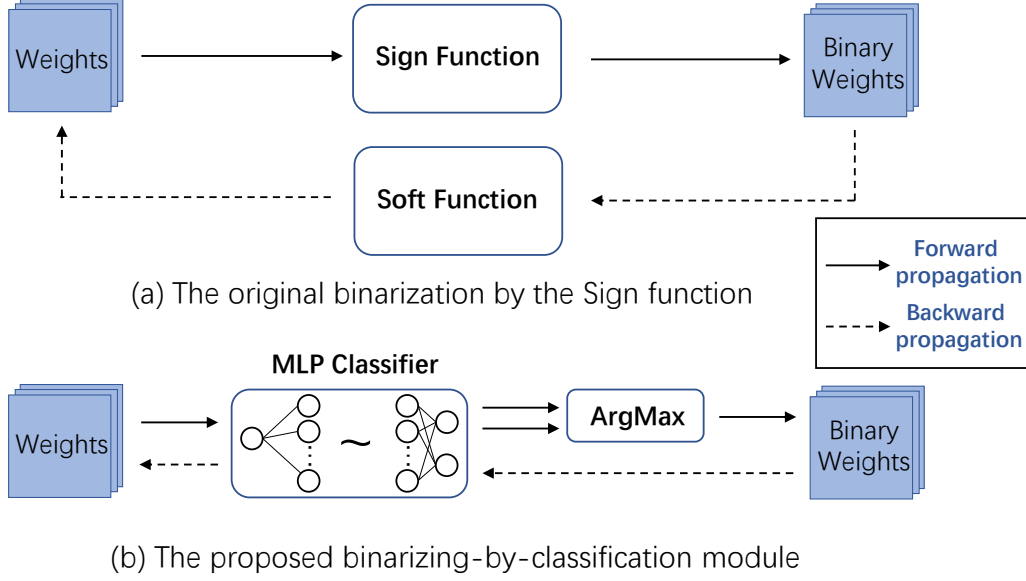 Weights
Sign Function
Binary
Weights
Soft Function
Forward
propagation
Backward
propagation
(a) The original binarization by the Sign function
MLP Classifier
Weights
~
ArgMax
Binary
Weights
(b) The proposed binarizing-by-classification module